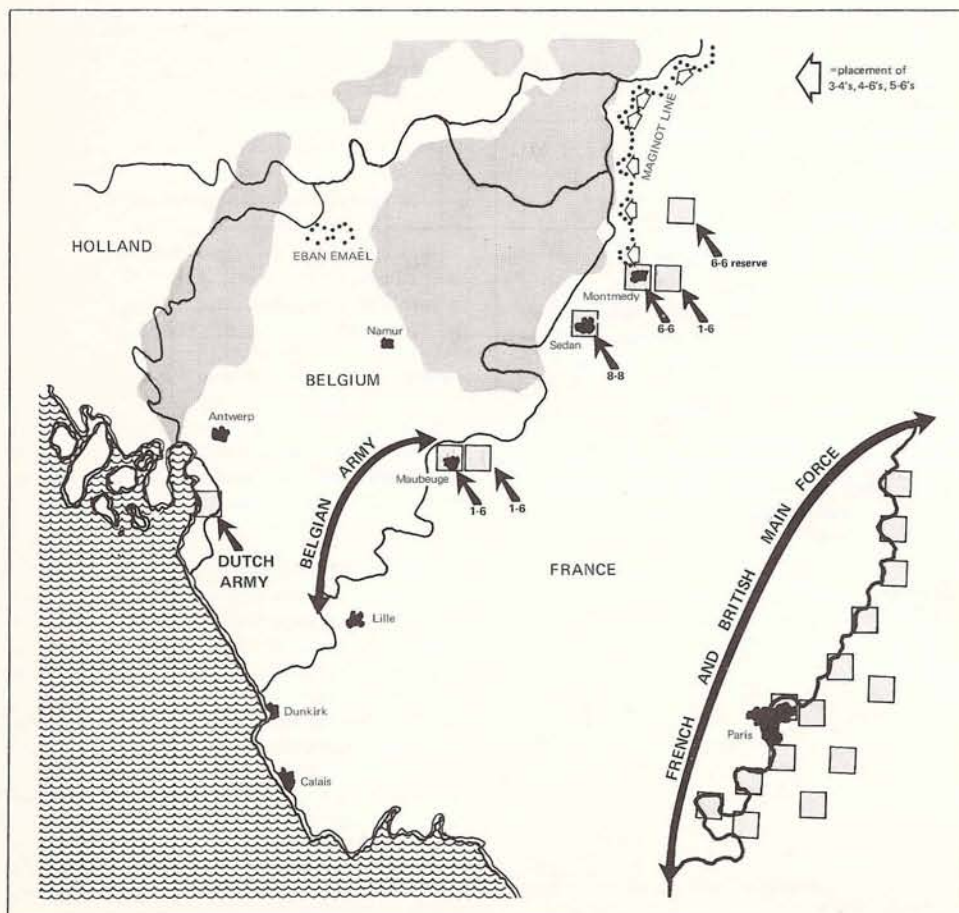 =placement of
3-4's, 4-6's, 5-6's
MAGINOT LINE
HOLLAND
EBAN EMAËL
6-6 reserve
Montmedy
6-6
1-6
Namur
Sedan
8-8
BELGIUM
Antwerp
BELGIAN ARMY
Maubeuge
1-6
1-6
DUTCH
ARMY
FRANCE
FRENCH AND BRITISH MAIN FORCE
Lille
Dunkirk
Paris
Calais